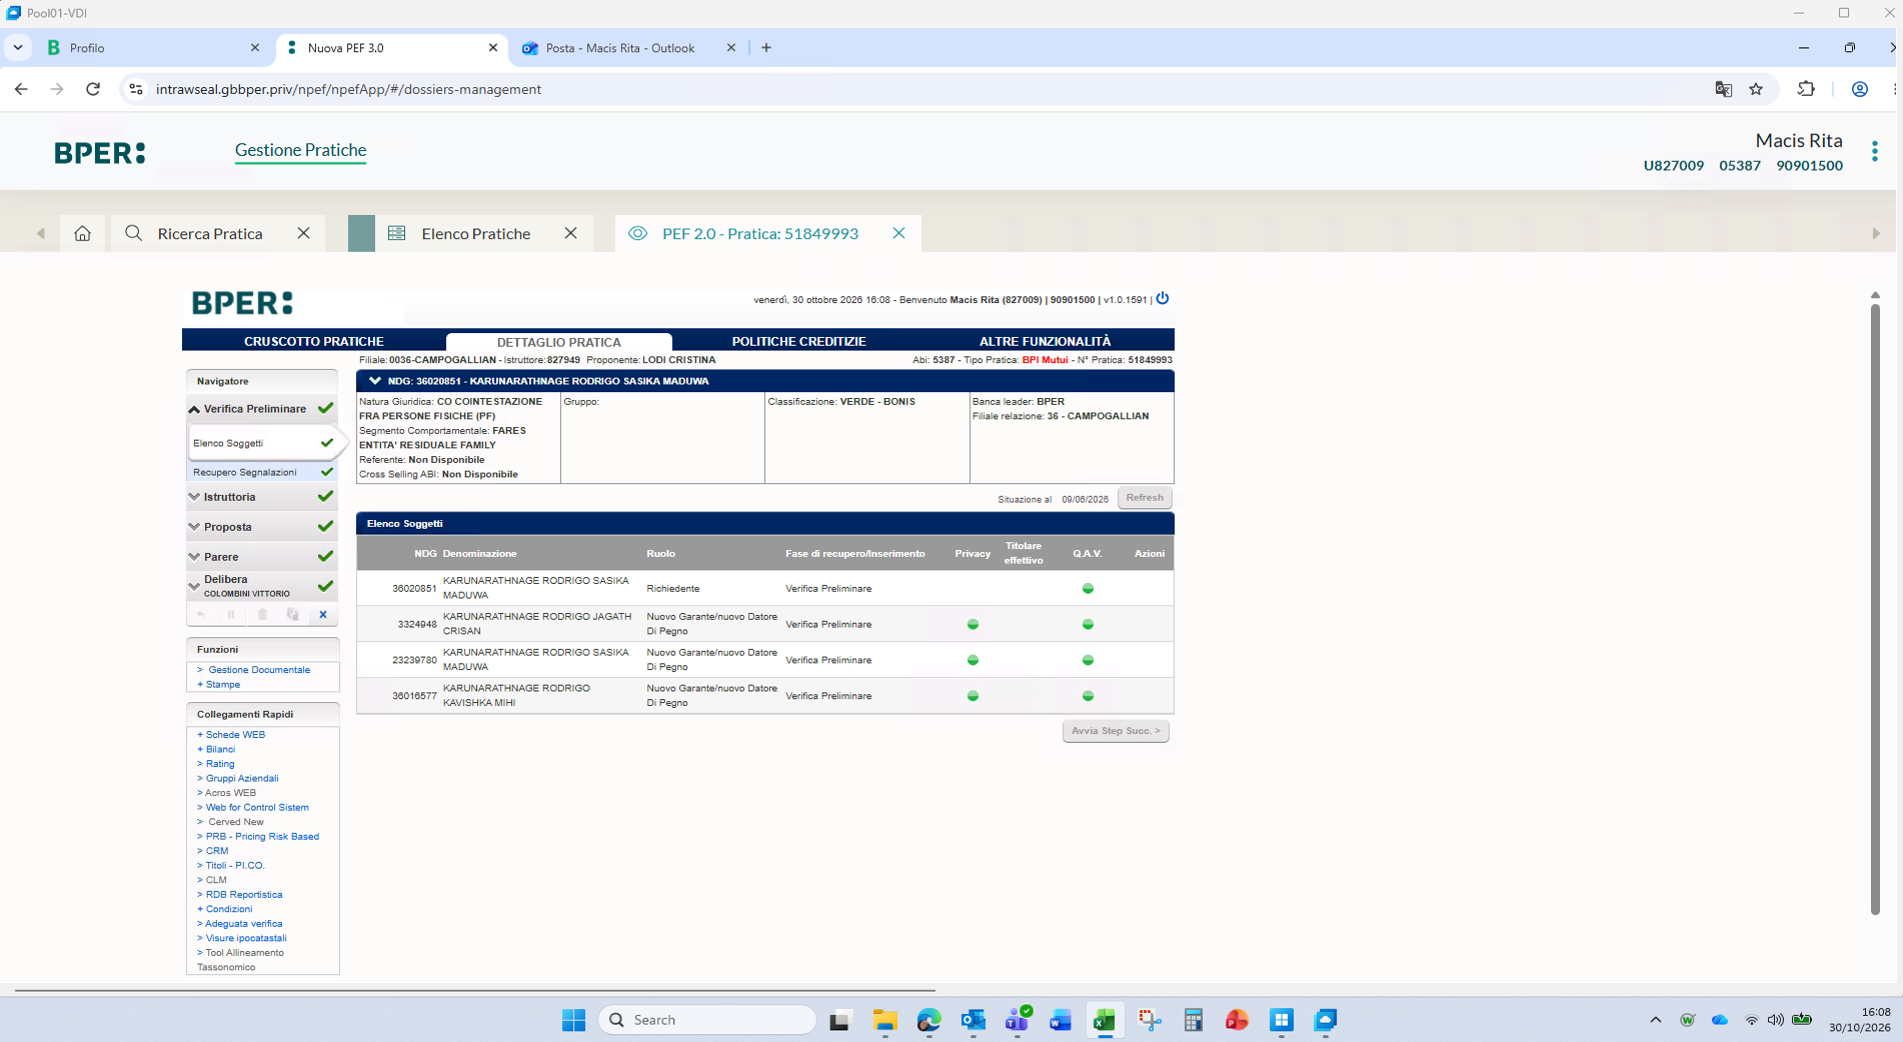 Pool01-VDI
Profilo
Nuova PEF 3.0
Posta - Macis Rita - Outlook
intrawseal.gbbper.priv/npef/npefApp/#/dossiers-management
BPER:
Gestione Pratiche
Macis Rita
U827009 05387 90901500
Ricerca Pratica
Elenco Pratiche
PEF 2.0 - Pratica: 51849993
BPER:
venerdì, 30 ottobre 2026 16:08 - Benvenuto Macis Rita (827009) | 90901500 | v1.0.1591 |
CRUSCOTTO PRATICHE
DETTAGLIO PRATICA
POLITICHE CREDITIZIE
ALTRE FUNZIONALITÀ
Filiale: 0036-CAMPOGALLIAN - Istruttore: 827949 Proponente: LODI CRISTINA
Abi: 5387 - Tipo Pratica: BPI Mutui - N° Pratica: 51849993
Navigatore
Verifica Preliminare
Elenco Soggetti
Recupero Segnalazioni
Istruttoria
Proposta
Parere
Delibera
COLOMBINI VITTORIO
Funzioni
> Gestione Documentale
+ Stampe
Collegamenti Rapidi
+ Schede WEB
+ Bilanci
> Rating
> Gruppi Aziendali
> Acros WEB
> Web for Control Sistem
> Cerved New
> PRB - Pricing Risk Based
> CRM
> Titoli - PI.CO.
> CLM
> RDB Reportistica
+ Condizioni
> Adeguata verifica
> Visure ipocatastali
> Tool Allineamento
Tassonomico
NDG: 36020851 - KARUNARATHNAGE RODRIGO SASIKA MADUWA
Natura Giuridica: CO COINTESTAZIONE
FRA PERSONE FISICHE (PF)
Segmento Comportamentale: FARES
ENTITA' RESIDUALE FAMILY
Referente: Non Disponibile
Cross Selling ABI: Non Disponibile
Gruppo:
Classificazione: VERDE - BONIS
Banca leader: BPER
Filiale relazione: 36 - CAMPOGALLIAN
Situazione al 09/06/2026
Refresh
Elenco Soggetti
NDG Denominazione Ruolo Fase di recupero/Inserimento Privacy Titolare effettivo Q.A.V. Azioni
36020851 KARUNARATHNAGE RODRIGO SASIKA MADUWA Richiedente Verifica Preliminare
3324948 KARUNARATHNAGE RODRIGO JAGATH CRISAN Nuovo Garante/nuovo Datore Di Pegno Verifica Preliminare
23239780 KARUNARATHNAGE RODRIGO SASIKA MADUWA Nuovo Garante/nuovo Datore Di Pegno Verifica Preliminare
36016577 KARUNARATHNAGE RODRIGO KAVISHKA MIHI Nuovo Garante/nuovo Datore Di Pegno Verifica Preliminare
Avvia Step Succ. >
Search
16:08
30/10/2026